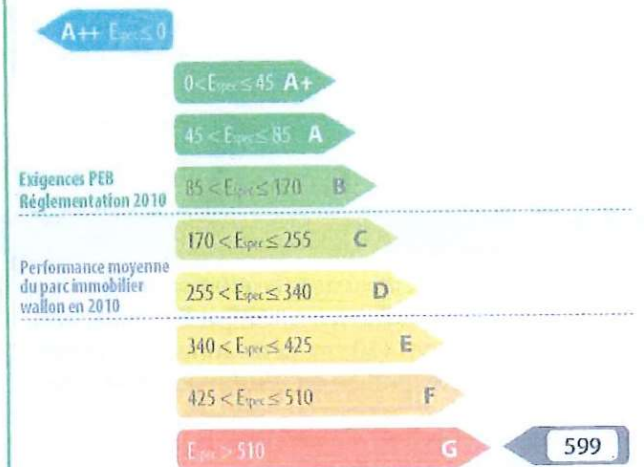 A++ Espec ≤ 0
0 < Espec ≤ 45 A+
45 < Espec ≤ 85 A
Exigences PEB
Réglementation 2010
85 < Espec ≤ 170 B
170 < Espec ≤ 255 C
Performance moyenne
du parc immobilier
wallon en 2010
255 < Espec ≤ 340 D
340 < Espec ≤ 425 E
425 < Espec ≤ 510 F
Espec > 510 G
599